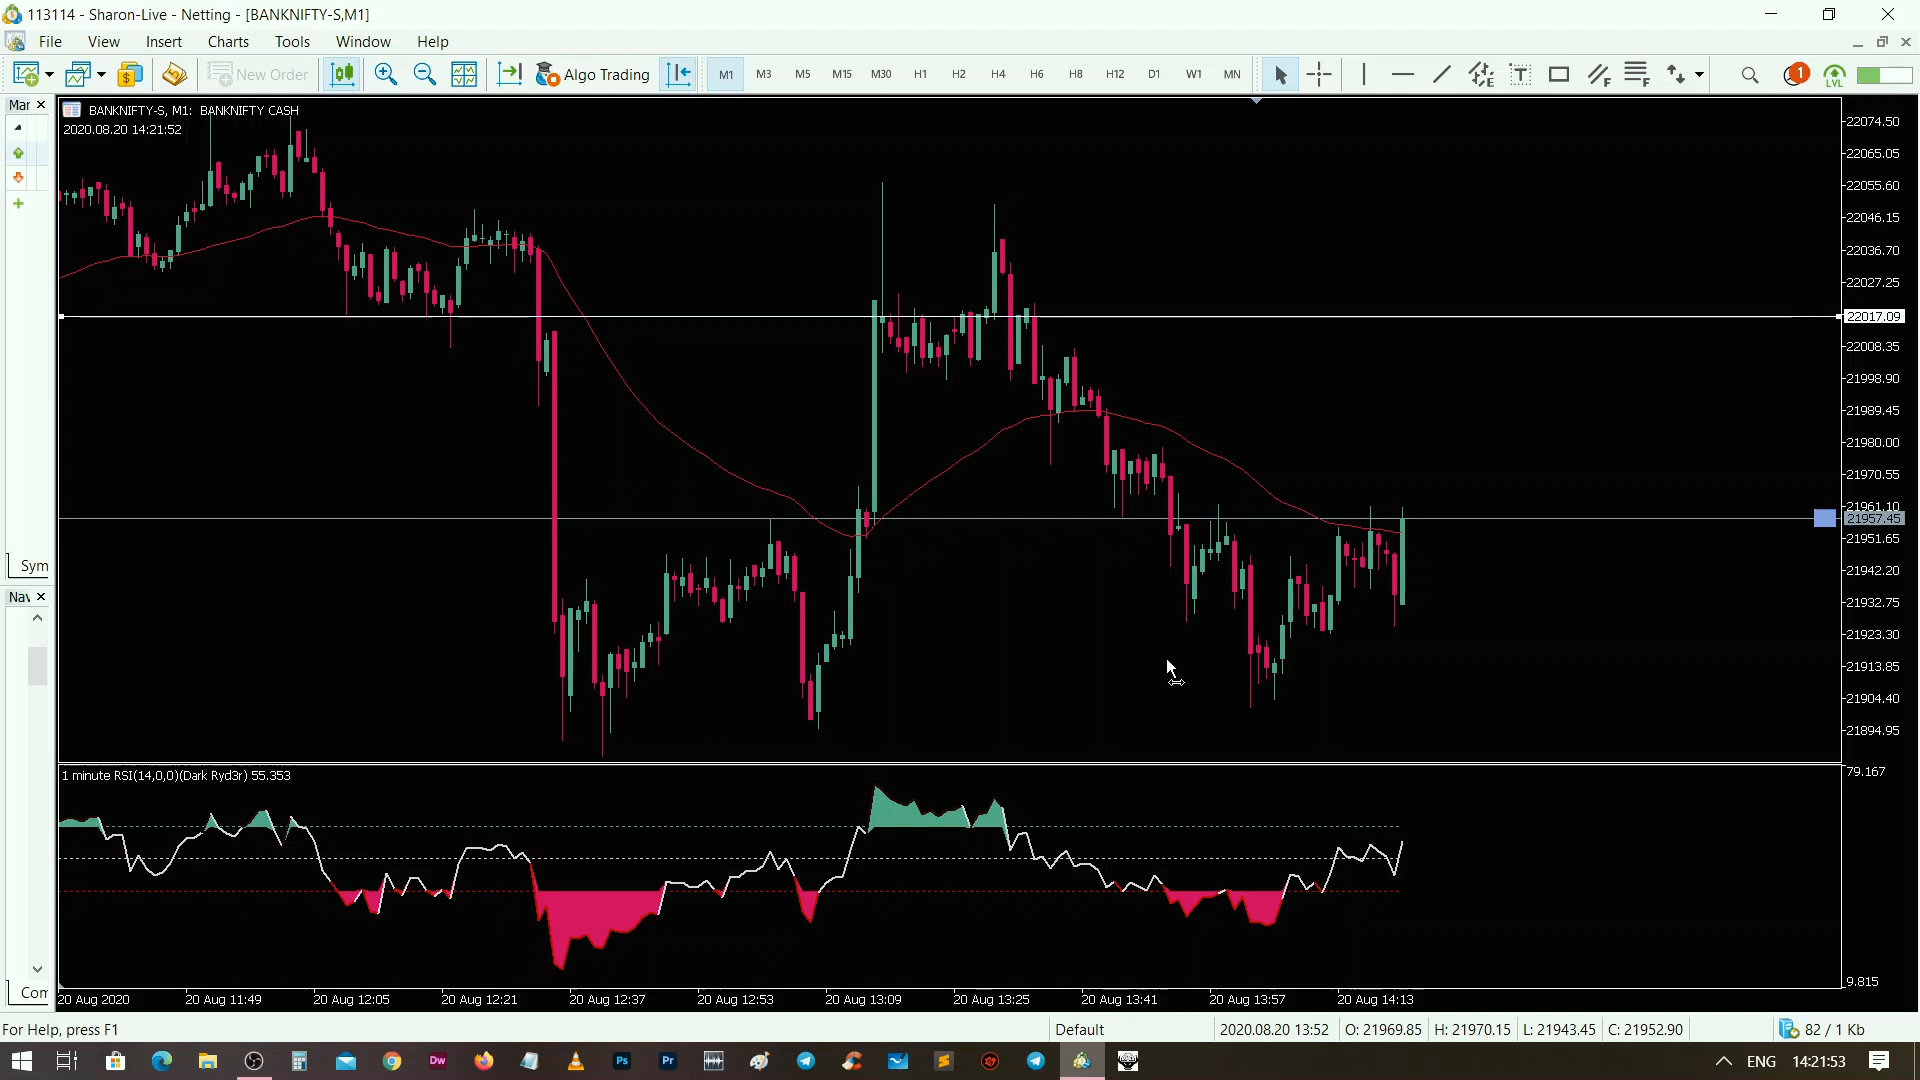 113114 - Sharon-Live - Netting - [BANKNIFTY-S,M1]
File View Insert Charts Tools Window Help
New Order Algo Trading M1 M3 M5 M15 M30 H1 H2 H4 H6 H8 H12 D1 W1 MN 1 LVL
Mar
BANKNIFTY-S, M1: BANKNIFTY CASH
2020.08.20 14:21:52
22074.50
22065.05
22055.60
22046.15
22036.70
22027.25
22017.09
22008.35
21998.90
21989.45
21980.00
21970.55
21961.10
21957.45
21951.65
21942.20
21932.75
21923.30
21913.85
21904.40
21894.95
Sym
Nav
Com
1 minute RSI(14,0,0)(Dark Ryd3r) 55.353
79.167
9.815
20 Aug 2020 20 Aug 11:49 20 Aug 12:05 20 Aug 12:21 20 Aug 12:37 20 Aug 12:53 20 Aug 13:09 20 Aug 13:25 20 Aug 13:41 20 Aug 13:57 20 Aug 14:13
For Help, press F1 Default 2020.08.20 13:52 O: 21969.85 H: 21970.15 L: 21943.45 C: 21952.90 82 / 1 Kb
Dw Ps Pr ENG 14:21:53